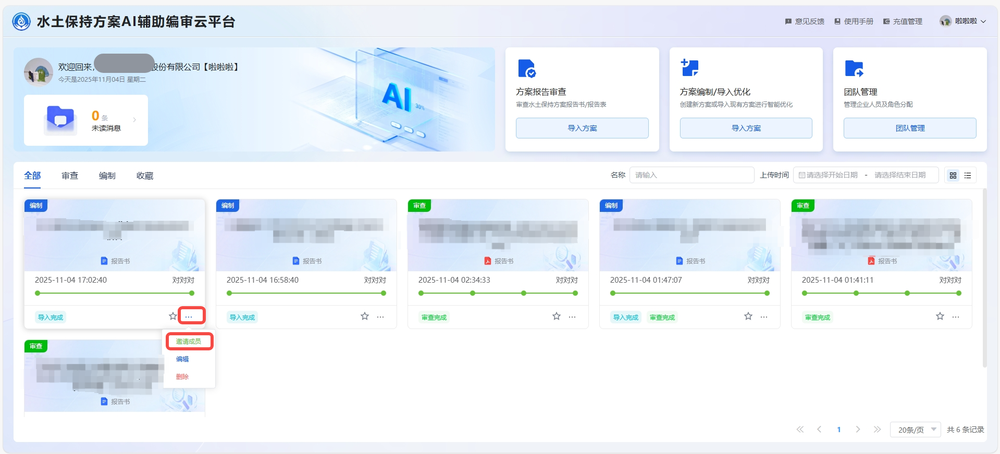 水土保持方案AI辅助编审云平台
意见反馈
使用手册
充值管理
啦啦啦
欢迎回来,
股份有限公司【啦啦啦】
今天是2025年11月04日 星期二
0 条
未读消息
AI
30%
方案报告审查
审查水土保持方案报告书/报告表
导入方案
方案编制/导入优化
创建新方案或导入现有方案进行智能优化
导入方案
团队管理
管理企业人员及角色分配
团队管理
全部
审查
编制
收藏
名称
请输入
上传时间
请选择开始日期 - 请选择结束日期
编制
报告书
2025-11-04 17:02:40 对对对
导入完成
...
编制
报告书
2025-11-04 16:58:40 对对对
导入完成
...
审查
报告书
2025-11-04 02:34:33 对对对
审查完成
...
编制
报告书
2025-11-04 01:47:07 对对对
导入完成 审查完成
...
审查
报告书
2025-11-04 01:41:11 对对对
审查完成
...
邀请成员
编辑
删除
审查
报告书
1
20条/页
共 6 条记录